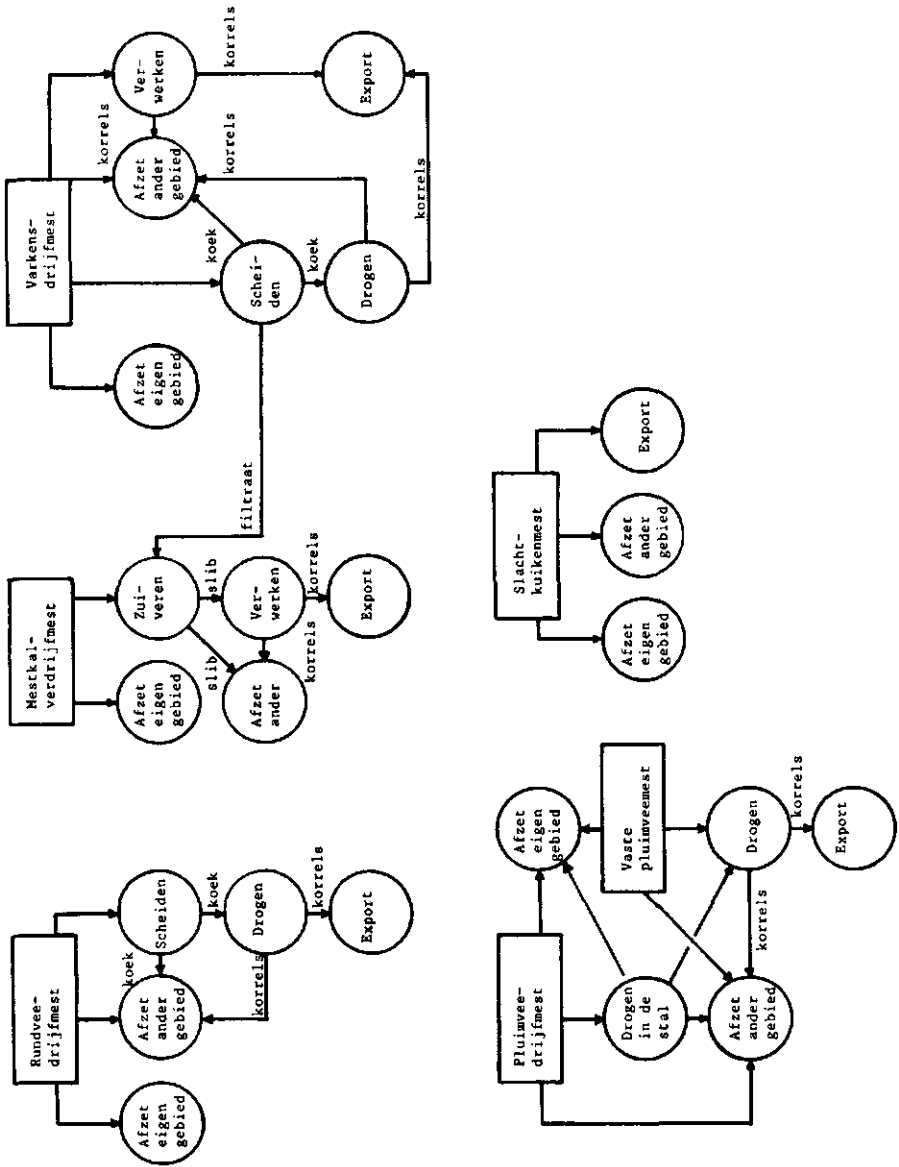 Rundvee-
drijfmest
Afzet
eigen
gebied
Afzet
ander
gebied
koek
Scheiden
koek
Drogen
korrels
korrels
Export
Mestkal-
verdrijfmest
Afzet
eigen
gebied
Zui-
veren
slib
slib
Afzet
ander
Ver-
werken
korrels
korrels
Export
filtraat
Varkens-
drijfmest
Afzet
eigen
gebied
Schei-
den
koek
koek
Drogen
Afzet
ander
gebied
korrels
korrels
Ver-
werken
korrels
Export
korrels
Pluimvee-
drijfmest
Drogen
in de
stal
Afzet
ander
gebied
Afzet
eigen
gebied
Vaste
pluimveemest
Drogen
korrels
korrels
Export
Slacht-
kuikenmest
Afzet
eigen
gebied
Afzet
ander
gebied
Export